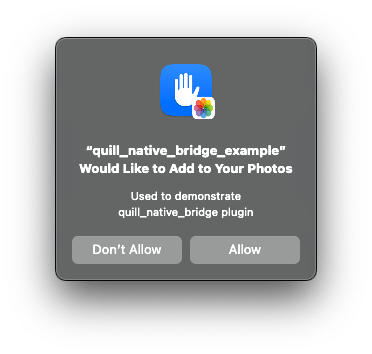 “quill_native_bridge_example”
Would Like to Add to Your Photos
Used to demonstrate
quill_native_bridge plugin
Don’t Allow
Allow